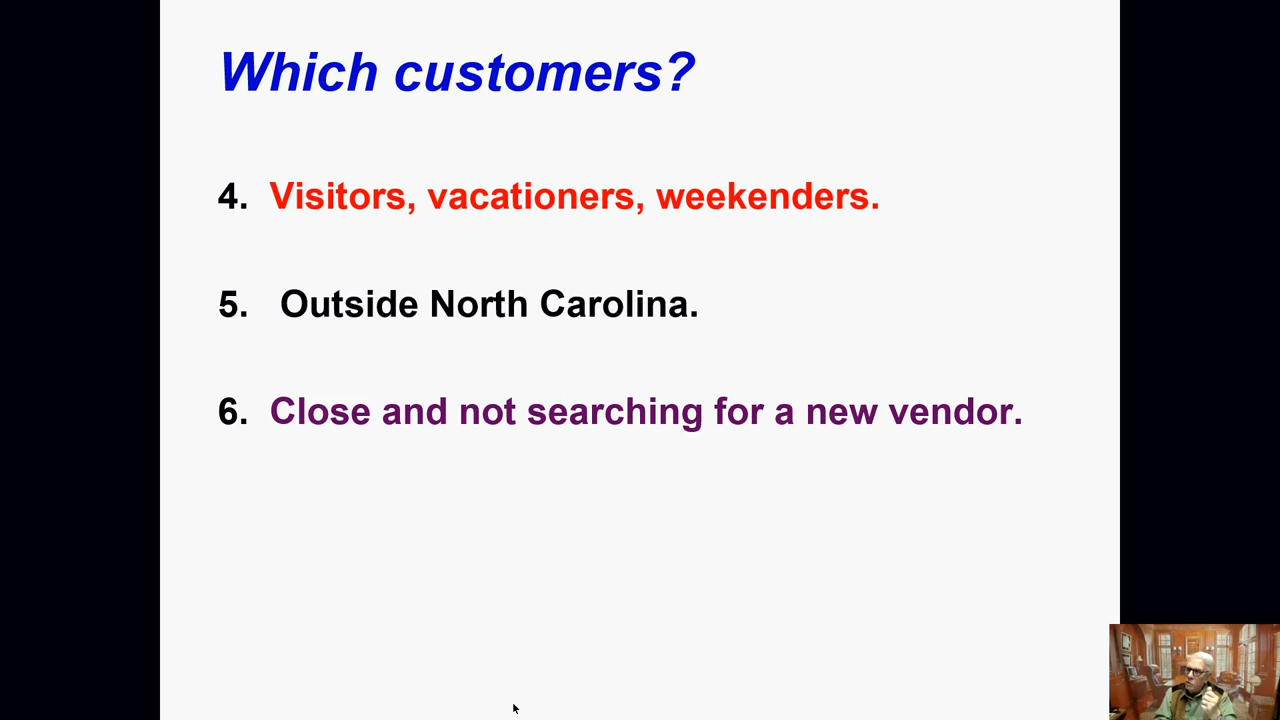 Which customers?
4. Visitors, vacationers, weekenders.
5. Outside North Carolina.
6. Close and not searching for a new vendor.